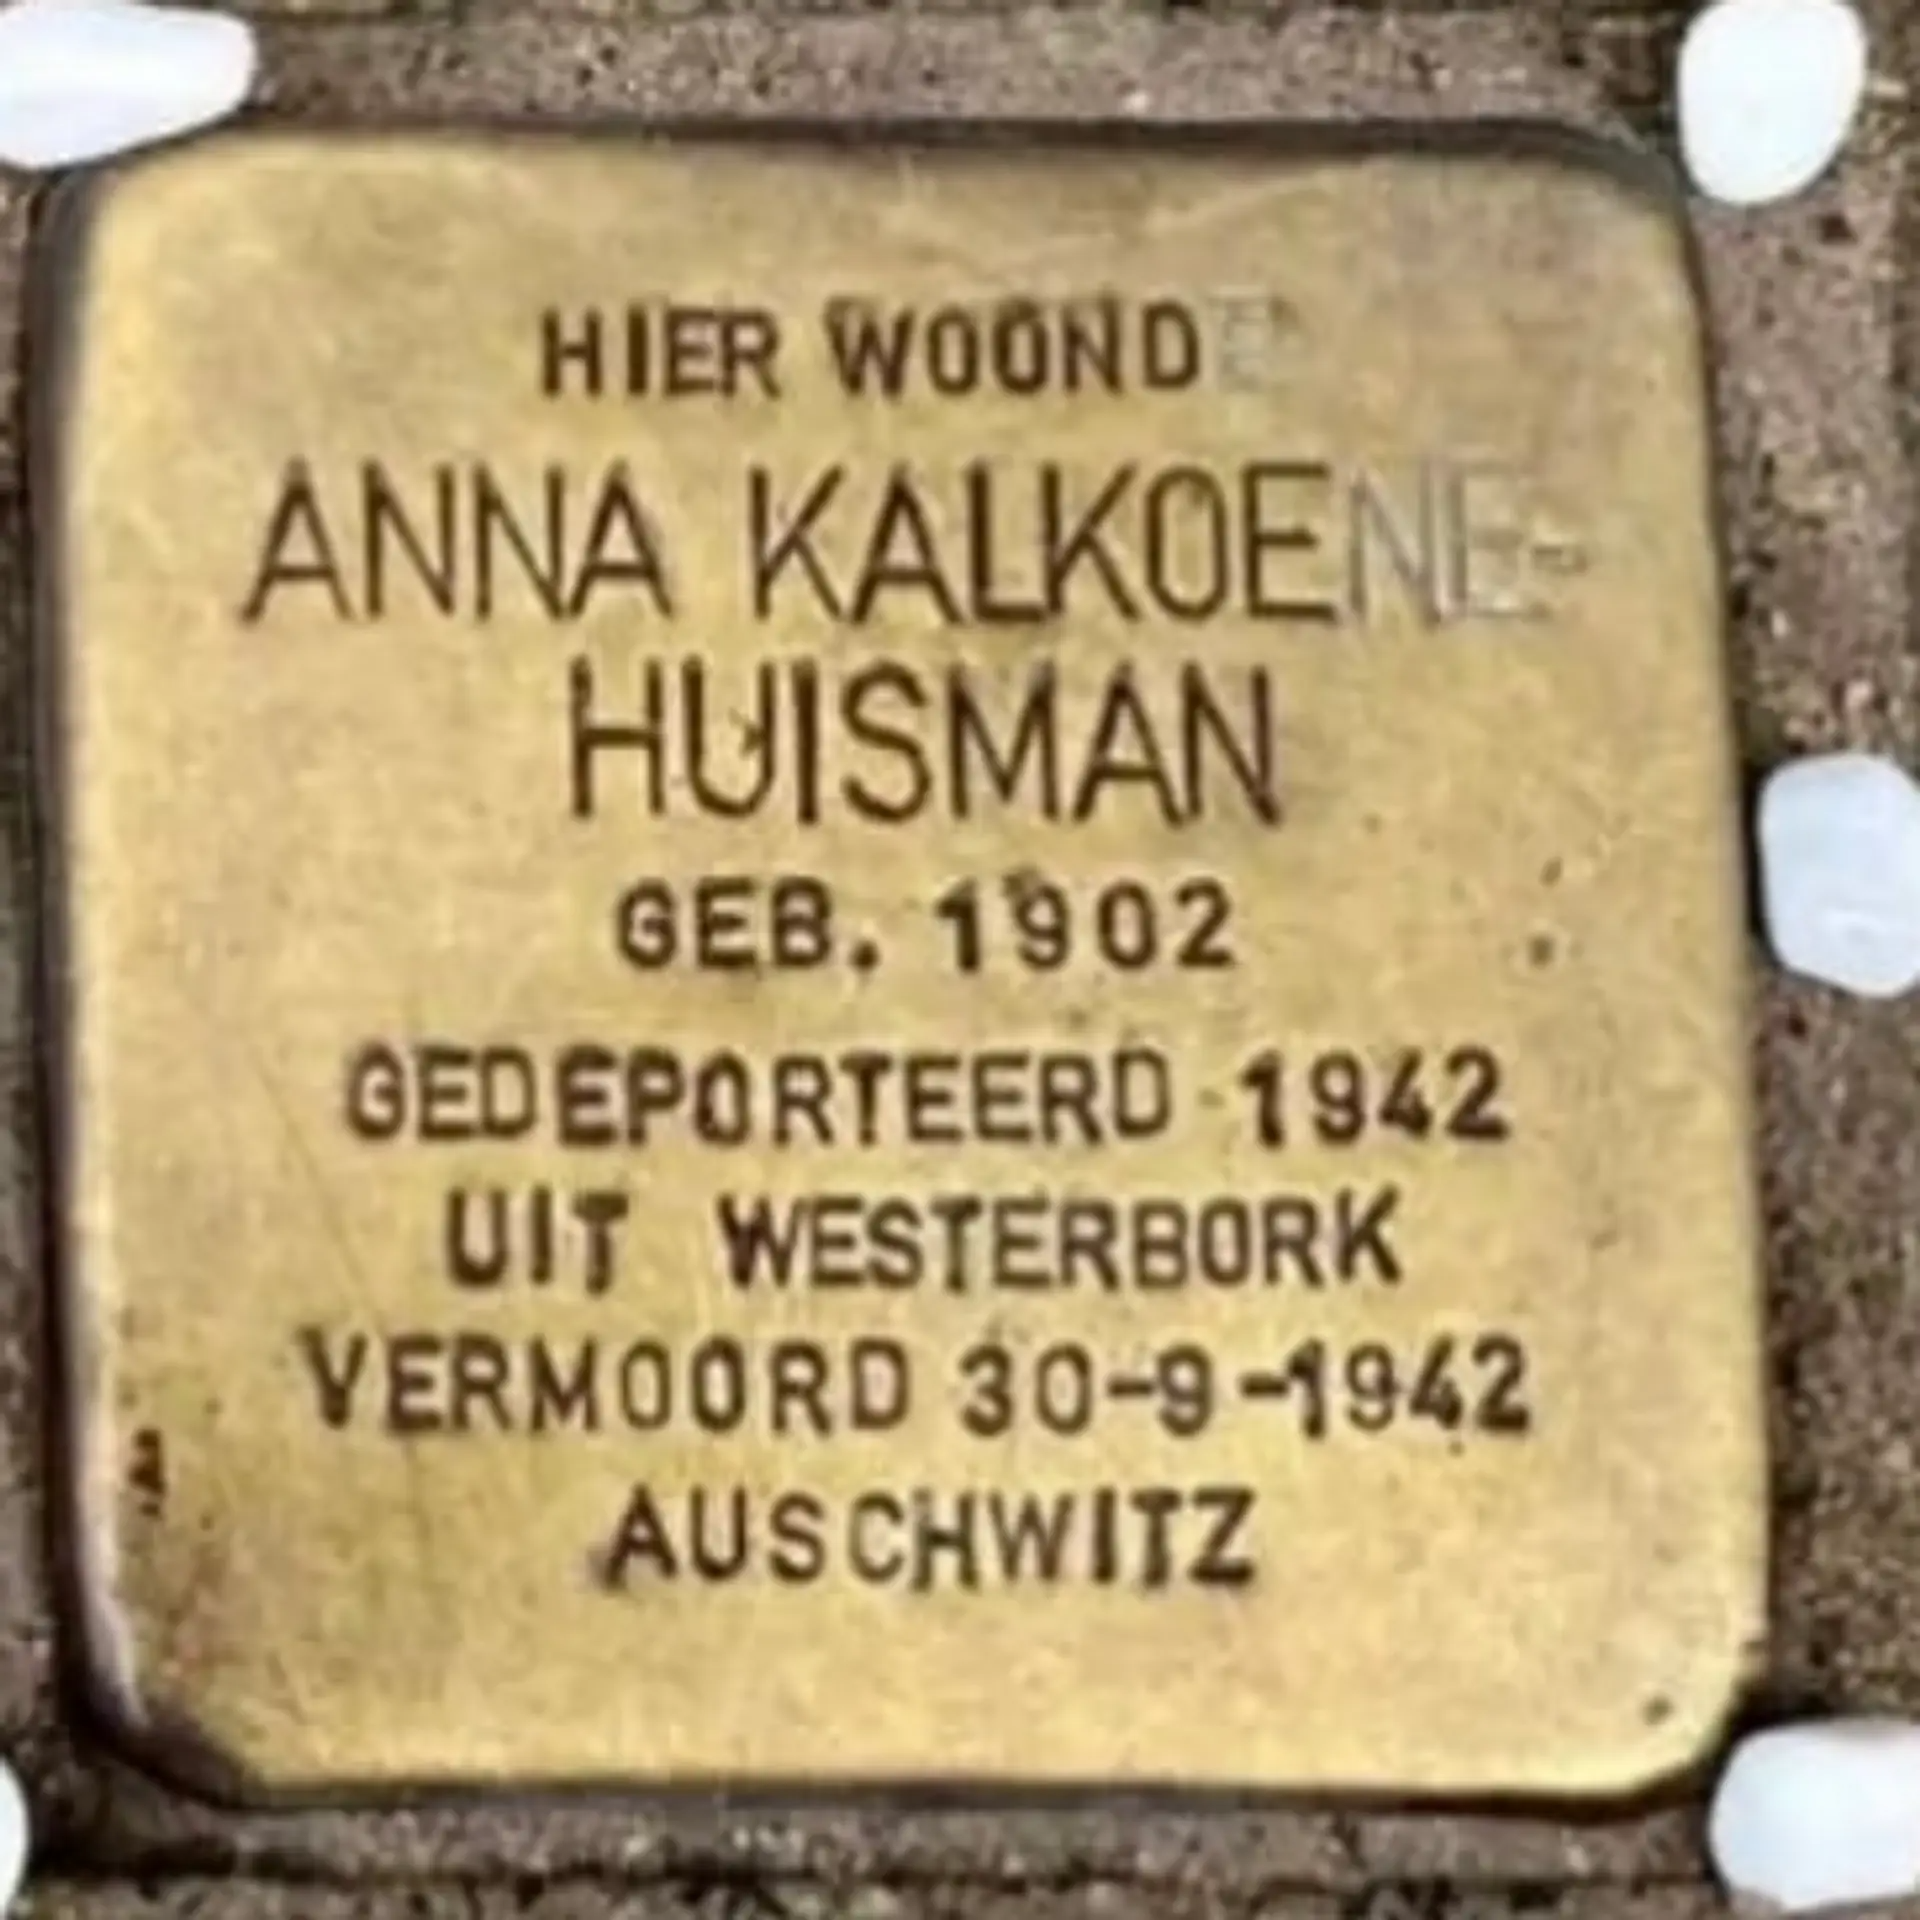 HIER WOONDE
ANNA KALKOENE-
HUISMAN
GEB. 1902
GEDEPORTEERD 1942
UIT WESTERBORK
VERMOORD 30-9-1942
AUSCHWITZ